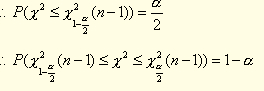 ∴ P(χ² ≤ χ²_{1-α/2}(n-1)) = α/2
∴ P(χ²_{1-α/2}(n-1) ≤ χ² ≤ χ²_{α/2}(n-1)) = 1-α